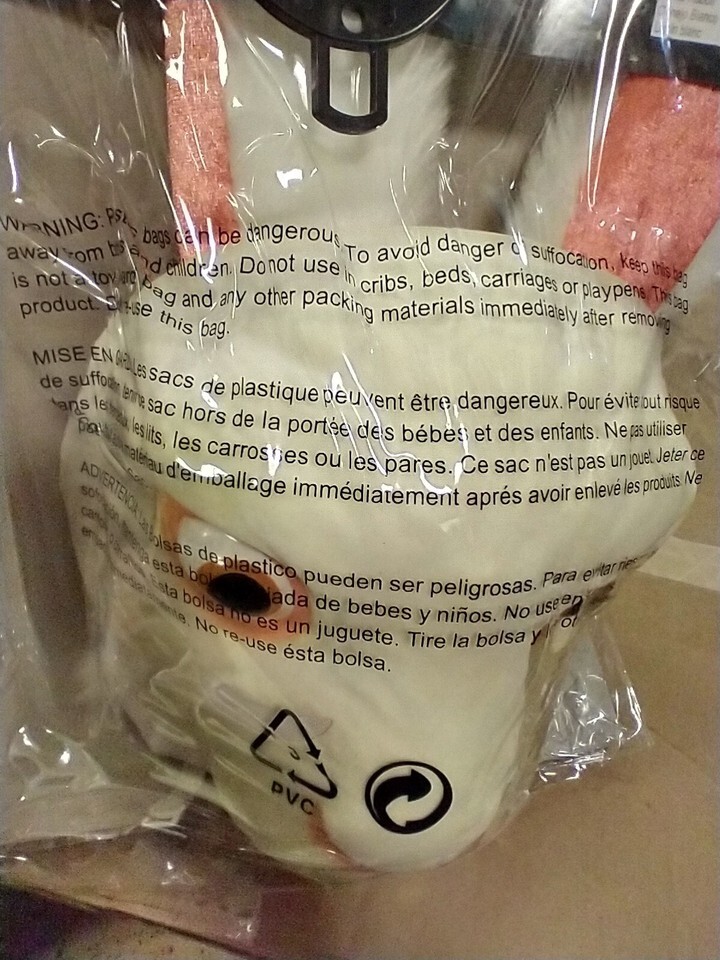 WARNING: bags can be dangerous. To avoid danger of suffocation, Keep this bag
away from and children. Do not use in cribs, beds, carriages or playpens. This bag
is not a toy bag and any other packing materials immediately after removing
product. this bag.
MISE EN Les sacs de plastique peuvent être dangereux. Pour évite tout risque
de sac hors de la portée des bébés et des enfants. Ne pas utiliser
lits, les carrosses ou les pares. Ce sac n'est pas un jouet. Jeter ce
d'emballage immédiatement aprés avoir enlevé les produits. Ne
ADVERTENCIA bolsas de plastico pueden ser peligrosas. Para evitar
esta de bebes y niños. No use en
Esta bolsa no es un juguete. Tire la bolsa y
No re-use ésta bolsa.
PVC